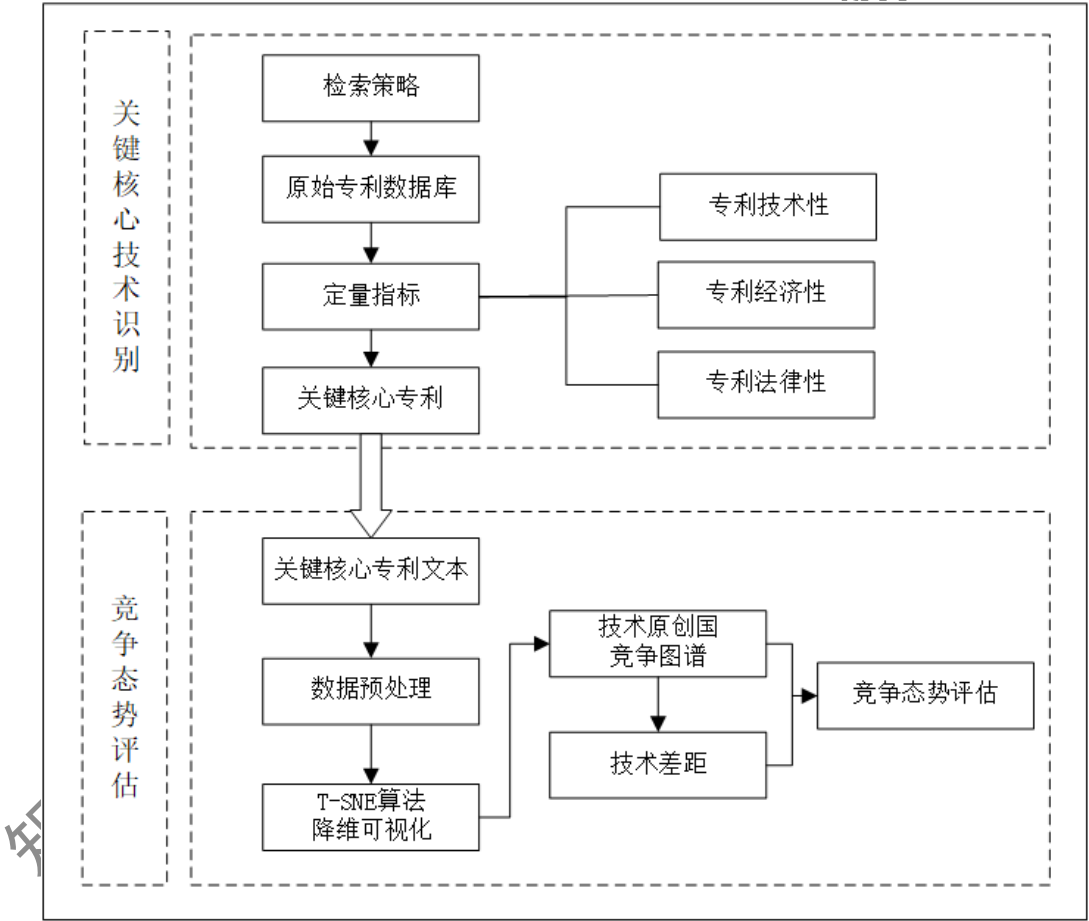 关键核心技术识别
检索策略
原始专利数据库
定量指标
关键核心专利
专利技术性
专利经济性
专利法律性
竞争态势评估
关键核心专利文本
数据预处理
T-SNE算法
降维可视化
技术原创国
竞争图谱
技术差距
竞争态势评估